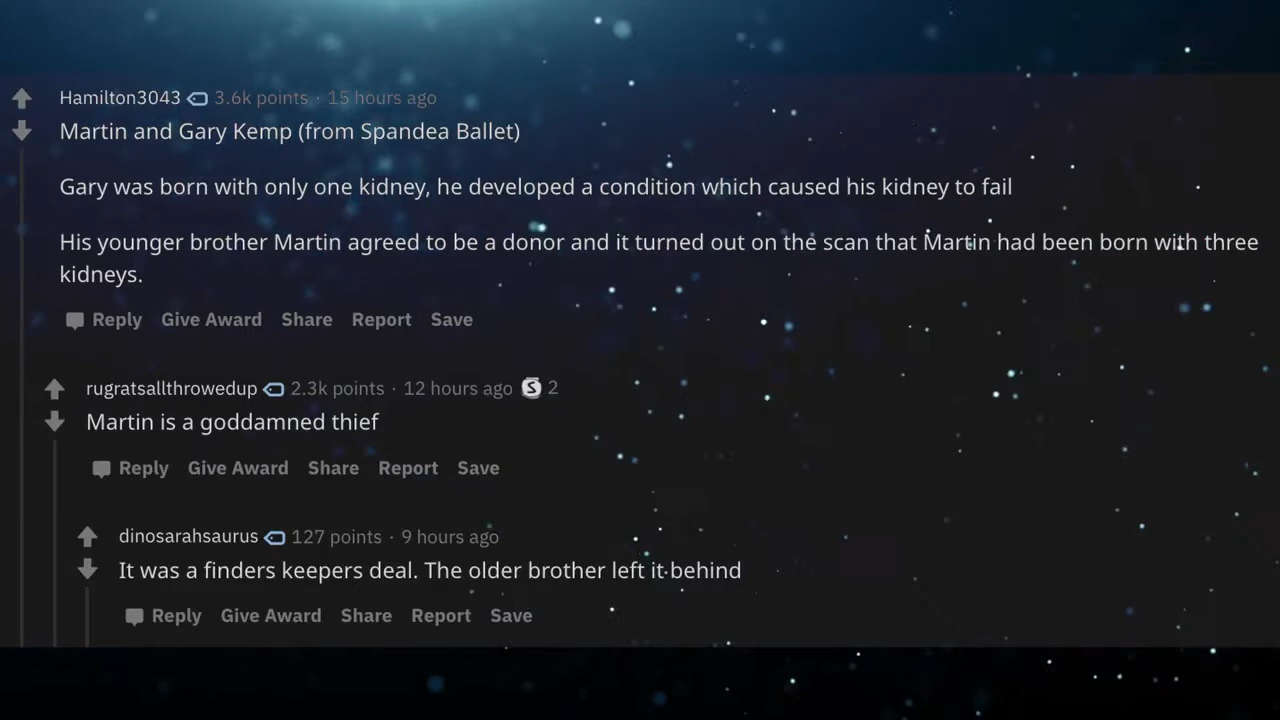 Hamilton3043 3.6k points · 15 hours ago
Martin and Gary Kemp (from Spandea Ballet)
Gary was born with only one kidney, he developed a condition which caused his kidney to fail
His younger brother Martin agreed to be a donor and it turned out on the scan that Martin had been born with three
kidneys.
Reply Give Award Share Report Save
rugratsallthrowedup 2.3k points · 12 hours ago S 2
Martin is a goddamned thief
Reply Give Award Share Report Save
dinosarahsaurus 127 points · 9 hours ago
It was a finders keepers deal. The older brother left it behind
Reply Give Award Share Report Save